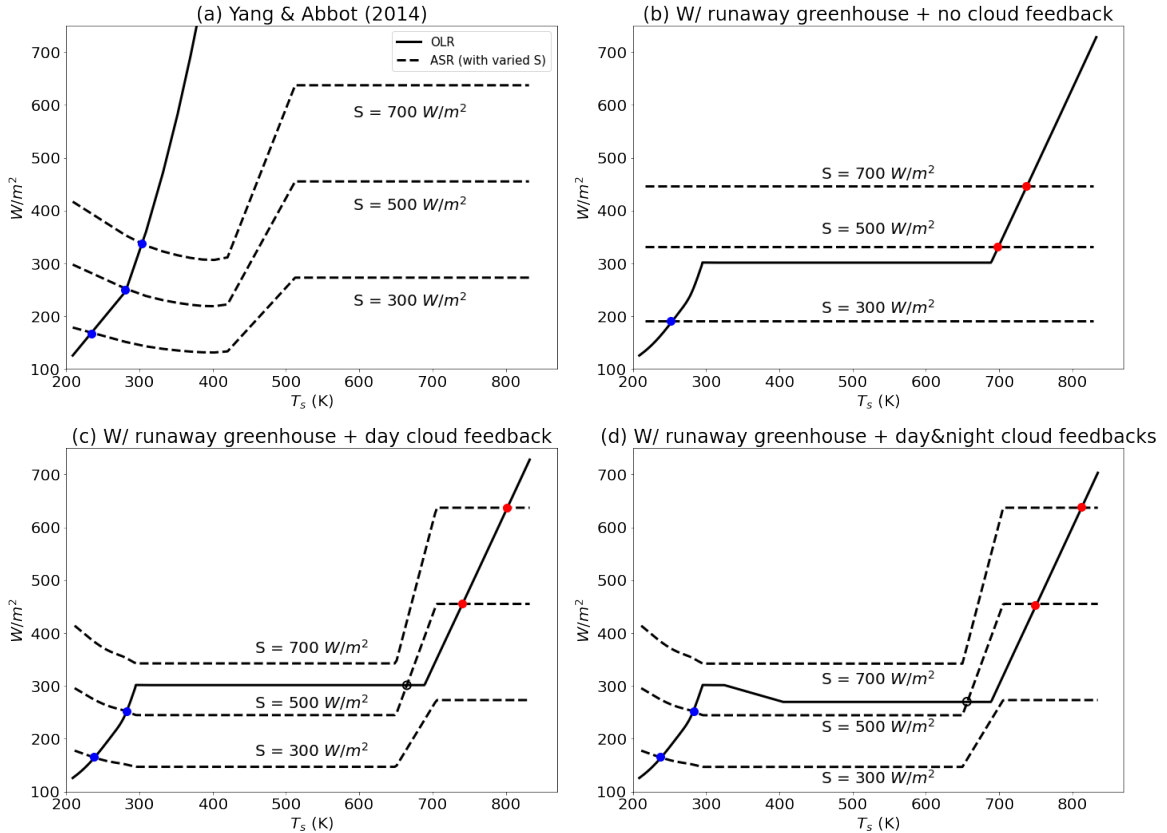 (a) Yang & Abbot (2014)
700
600
500
400
300
200
100
W/m²
OLR
ASR (with varied S)
S = 700 W/m²
S = 500 W/m²
S = 300 W/m²
200 300 400 500 600 700 800
Tₛ (K)
(b) W/ runaway greenhouse + no cloud feedback
700
600
500
400
300
200
100
W/m²
S = 700 W/m²
S = 500 W/m²
S = 300 W/m²
200 300 400 500 600 700 800
Tₛ (K)
(c) W/ runaway greenhouse + day cloud feedback
700
600
500
400
300
200
100
W/m²
S = 700 W/m²
S = 500 W/m²
S = 300 W/m²
200 300 400 500 600 700 800
Tₛ (K)
(d) W/ runaway greenhouse + day&night cloud feedbacks
700
600
500
400
300
200
100
W/m²
S = 700 W/m²
S = 500 W/m²
S = 300 W/m²
200 300 400 500 600 700 800
Tₛ (K)